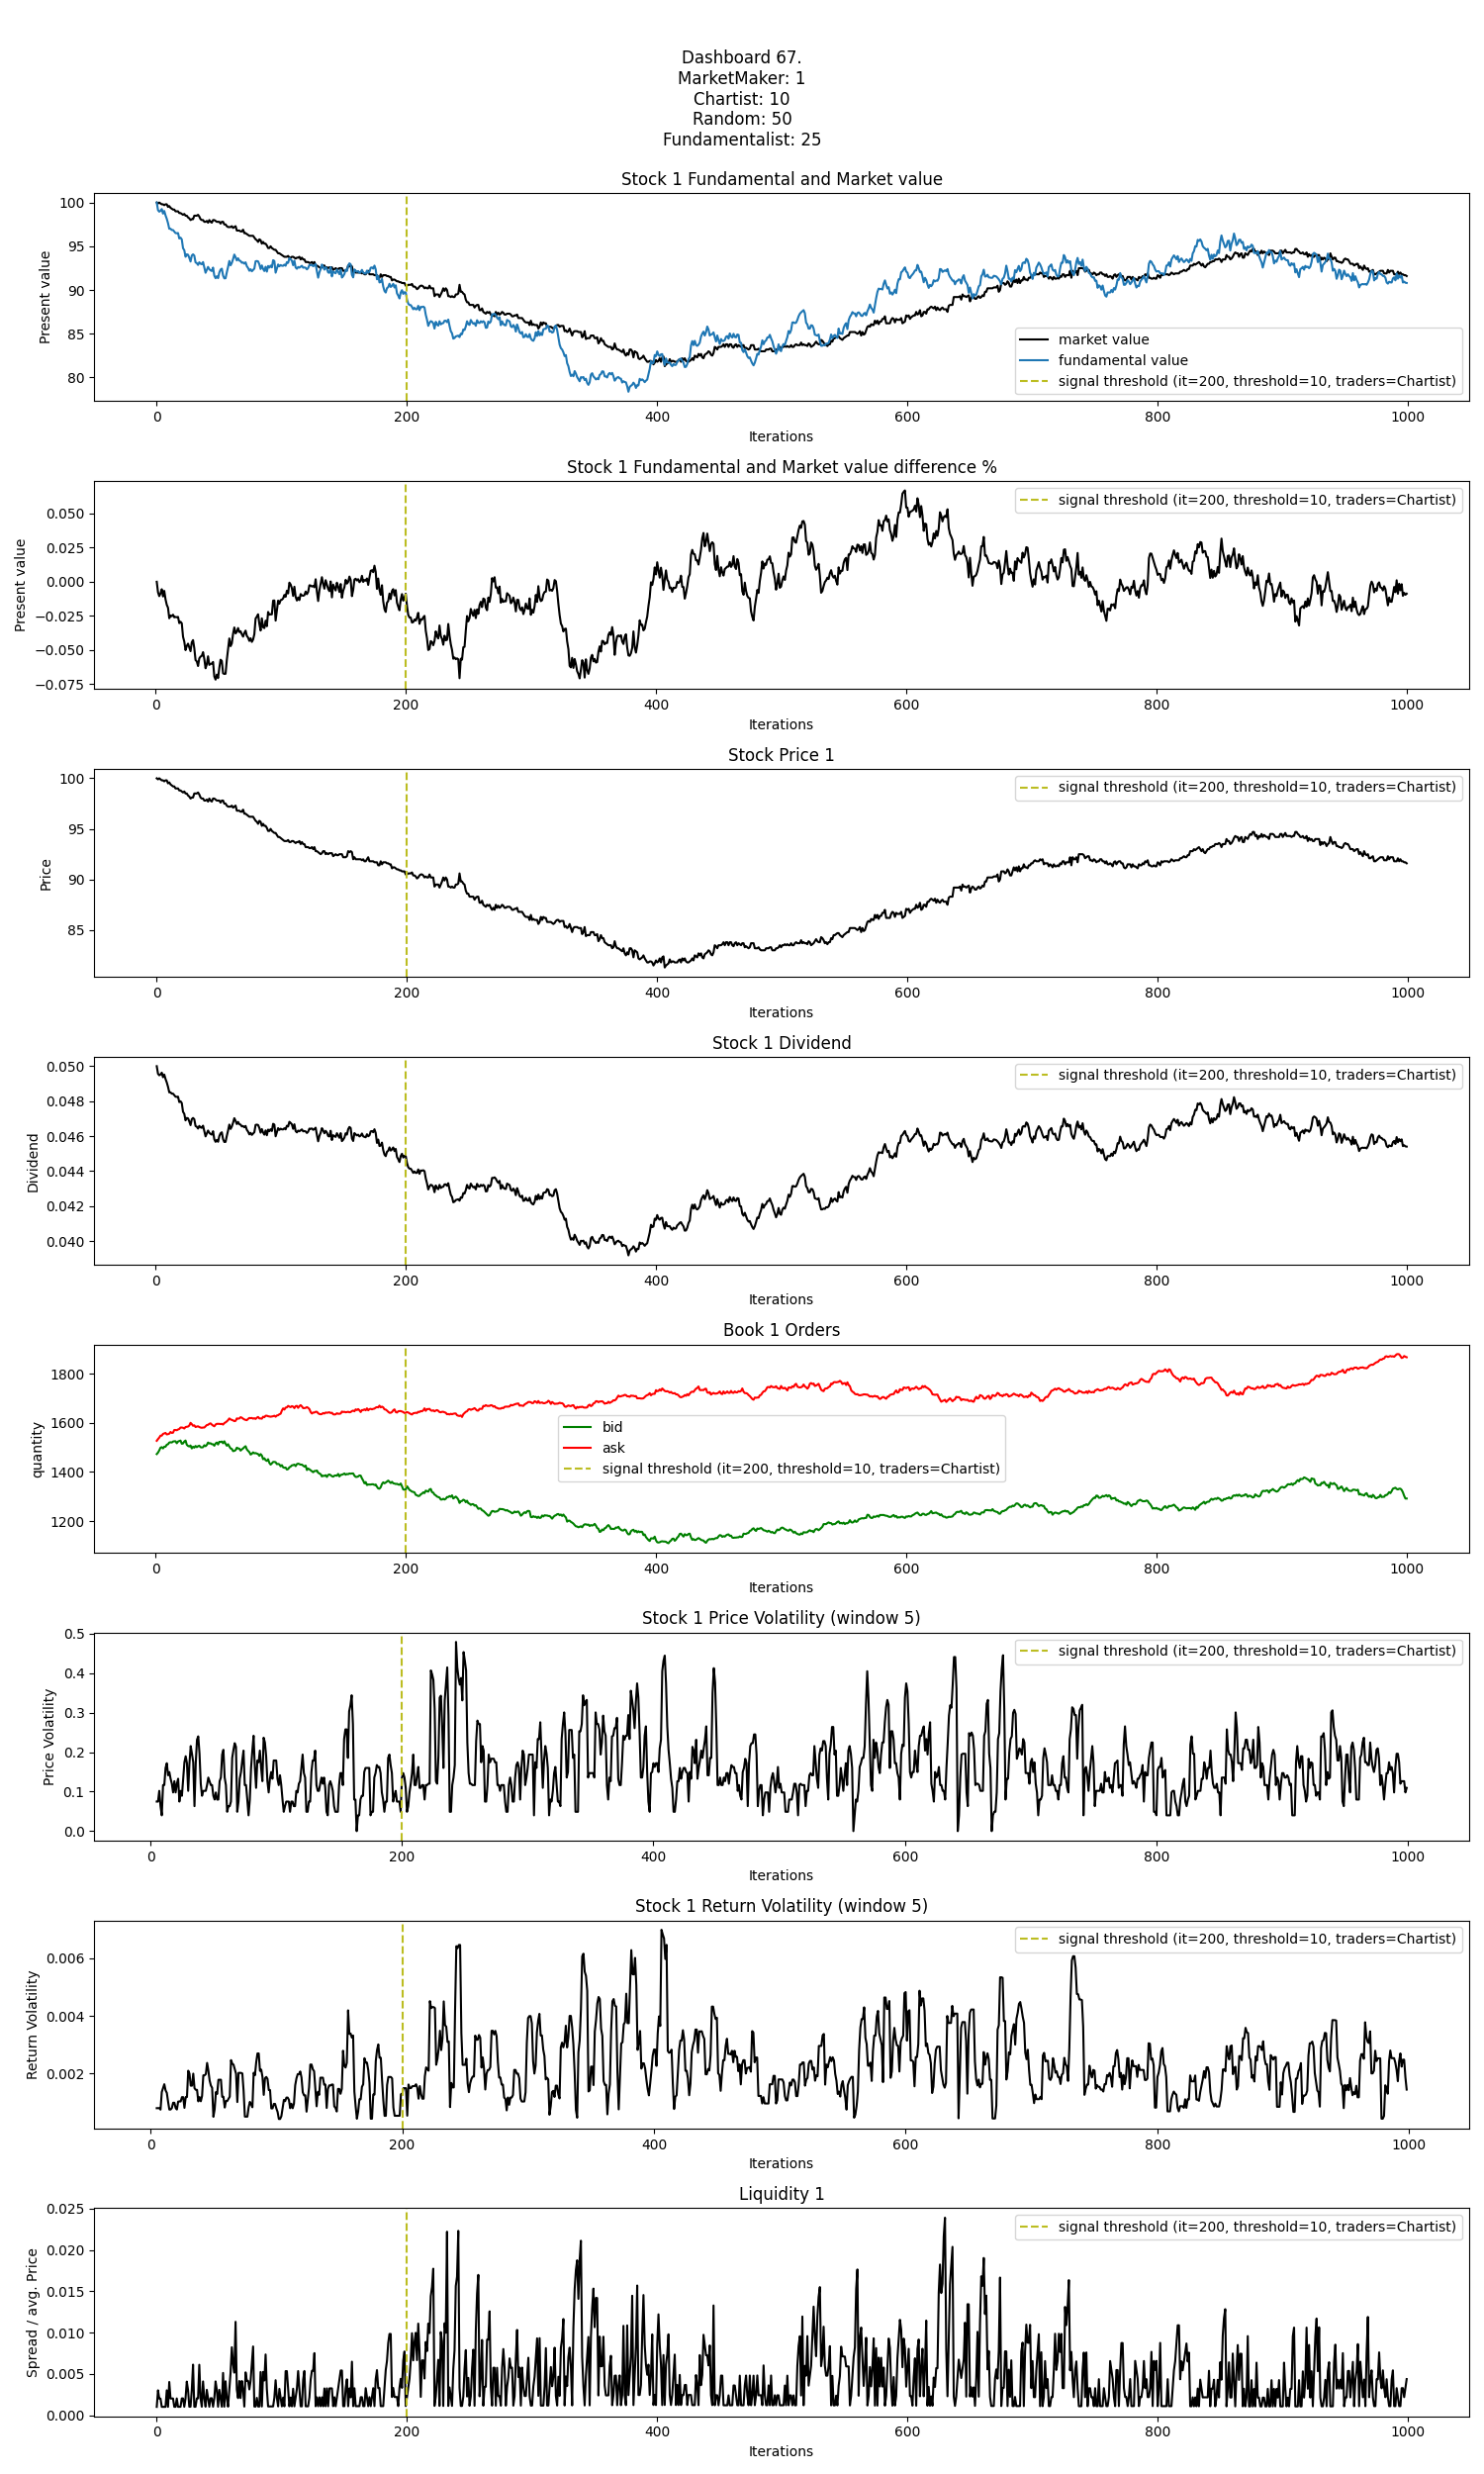 Dashboard 67.
MarketMaker: 1
Chartist: 10
Random: 50
Fundamentalist: 25
Stock 1 Fundamental and Market value
Present value
100
95
90
85
80
market value
fundamental value
signal threshold (it=200, threshold=10, traders=Chartist)
0 200 400 600 800 1000
Iterations
Stock 1 Fundamental and Market value difference %
Present value
0.050
0.025
0.000
−0.025
−0.050
−0.075
signal threshold (it=200, threshold=10, traders=Chartist)
0 200 400 600 800 1000
Iterations
Stock Price 1
Price
100
95
90
85
signal threshold (it=200, threshold=10, traders=Chartist)
0 200 400 600 800 1000
Iterations
Stock 1 Dividend
Dividend
0.050
0.048
0.046
0.044
0.042
0.040
signal threshold (it=200, threshold=10, traders=Chartist)
0 200 400 600 800 1000
Iterations
Book 1 Orders
quantity
1800
1600
1400
1200
bid
ask
signal threshold (it=200, threshold=10, traders=Chartist)
0 200 400 600 800 1000
Iterations
Stock 1 Price Volatility (window 5)
Price Volatility
0.5
0.4
0.3
0.2
0.1
0.0
signal threshold (it=200, threshold=10, traders=Chartist)
0 200 400 600 800 1000
Iterations
Stock 1 Return Volatility (window 5)
Return Volatility
0.006
0.004
0.002
signal threshold (it=200, threshold=10, traders=Chartist)
0 200 400 600 800 1000
Iterations
Liquidity 1
Spread / avg. Price
0.025
0.020
0.015
0.010
0.005
0.000
signal threshold (it=200, threshold=10, traders=Chartist)
0 200 400 600 800 1000
Iterations